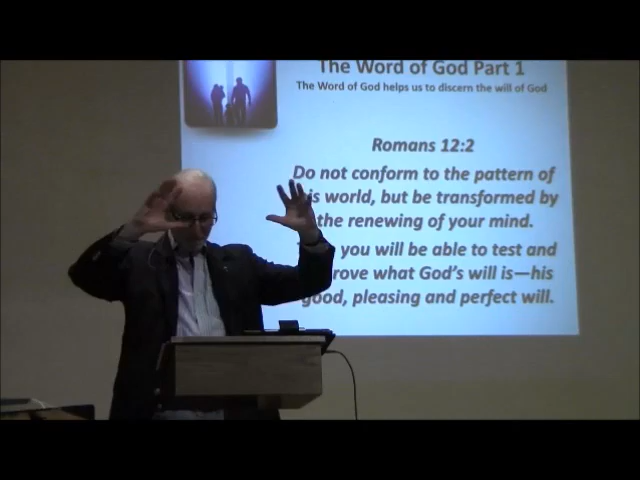 The Word of God Part 1
The Word of God helps us to discern the will of God
Romans 12:2
Do not conform to the pattern of
world, but be transformed by
the renewing of your mind.
you will be able to test and
what God's will is—his
good, pleasing and perfect will.